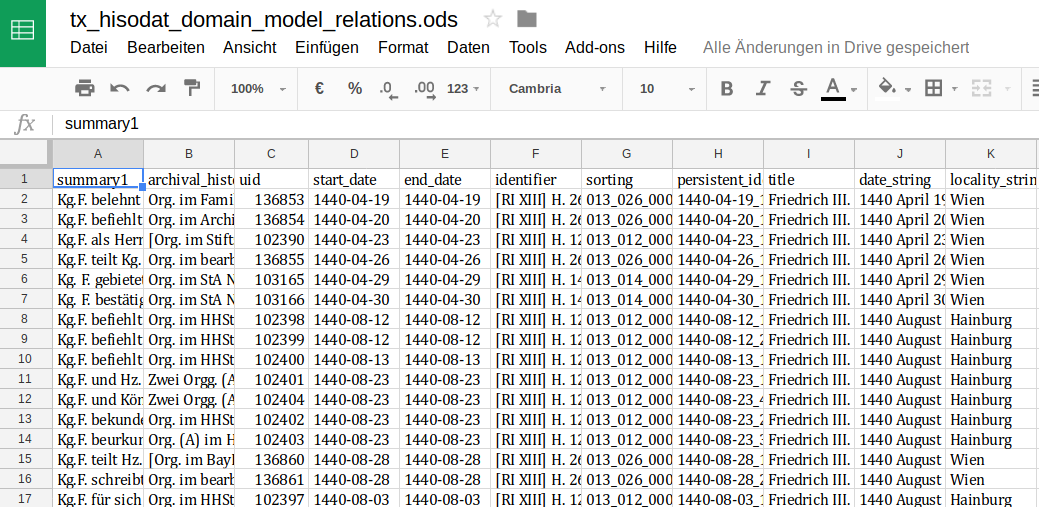 tx_hisodat_domain_model_relations.ods
Datei Bearbeiten Ansicht Einfügen Format Daten Tools Add-ons Hilfe Alle Änderungen in Drive gespeichert
100% € % .0 .00 123 Cambria 10 B I S A
fx summary1
A B C D E F G H I J K
1 summary1 archival_histo uid start_date end_date identifier sorting persistent_id title date_string locality_strin
2 Kg.F. belehnt Org. im Fami 136853 1440-04-19 1440-04-19 [RI XIII] H. 26 013_026_000 1440-04-19_1 Friedrich III. 1440 April 19 Wien
3 Kg.F. befiehlt Org. im Archi 136854 1440-04-20 1440-04-20 [RI XIII] H. 26 013_026_000 1440-04-20_1 Friedrich III. 1440 April 20 Wien
4 Kg.F. als Herr [Org. im Stift 102390 1440-04-23 1440-04-23 [RI XIII] H. 12 013_012_000 1440-04-23_1 Friedrich III. 1440 April 23 Wien
5 Kg.F. teilt Kg. Org. im bearb 136855 1440-04-26 1440-04-26 [RI XIII] H. 26 013_026_000 1440-04-26_1 Friedrich III. 1440 April 26 Wien
6 Kg. F. gebietet Org. im StA N 103165 1440-04-29 1440-04-29 [RI XIII] H. 14 013_014_000 1440-04-29_1 Friedrich III. 1440 April 29 Wien
7 Kg. F. bestätig Org. im StA N 103166 1440-04-30 1440-04-30 [RI XIII] H. 14 013_014_000 1440-04-30_1 Friedrich III. 1440 April 30 Wien
8 Kg.F. befiehlt Org. im HHSt 102398 1440-08-12 1440-08-12 [RI XIII] H. 12 013_012_000 1440-08-12_1 Friedrich III. 1440 August Hainburg
9 Kg.F. befiehlt Org. im HHSt 102399 1440-08-12 1440-08-12 [RI XIII] H. 12 013_012_000 1440-08-12_2 Friedrich III. 1440 August Hainburg
10 Kg.F. befiehlt Org. im HHSt 102400 1440-08-13 1440-08-13 [RI XIII] H. 12 013_012_000 1440-08-13_1 Friedrich III. 1440 August Hainburg
11 Kg.F. und Hz. Zwei Orgg. (A 102401 1440-08-23 1440-08-23 [RI XIII] H. 12 013_012_000 1440-08-23_1 Friedrich III. 1440 August Hainburg
12 Kg.F. und Kön Zwei Orgg. (A 102404 1440-08-23 1440-08-23 [RI XIII] H. 12 013_012_000 1440-08-23_4 Friedrich III. 1440 August Hainburg
13 Kg.F. bekunde Org. im HHSt 102402 1440-08-23 1440-08-23 [RI XIII] H. 12 013_012_000 1440-08-23_2 Friedrich III. 1440 August Hainburg
14 Kg.F. beurkun Org. (A) im H 102403 1440-08-23 1440-08-23 [RI XIII] H. 12 013_012_000 1440-08-23_3 Friedrich III. 1440 August Hainburg
15 Kg.F. teilt Hz. [Org. im Bayl 136860 1440-08-28 1440-08-28 [RI XIII] H. 26 013_026_000 1440-08-28_1 Friedrich III. 1440 August Wien
16 Kg.F. schreibt Org. im bearb 136861 1440-08-28 1440-08-28 [RI XIII] H. 26 013_026_000 1440-08-28_2 Friedrich III. 1440 August Wien
17 Kg.F. für sich Org. im HHSt 102397 1440-08-03 1440-08-03 [RI XIII] H. 12 013_012_000 1440-08-03_1 Friedrich III. 1440 August Hainburg